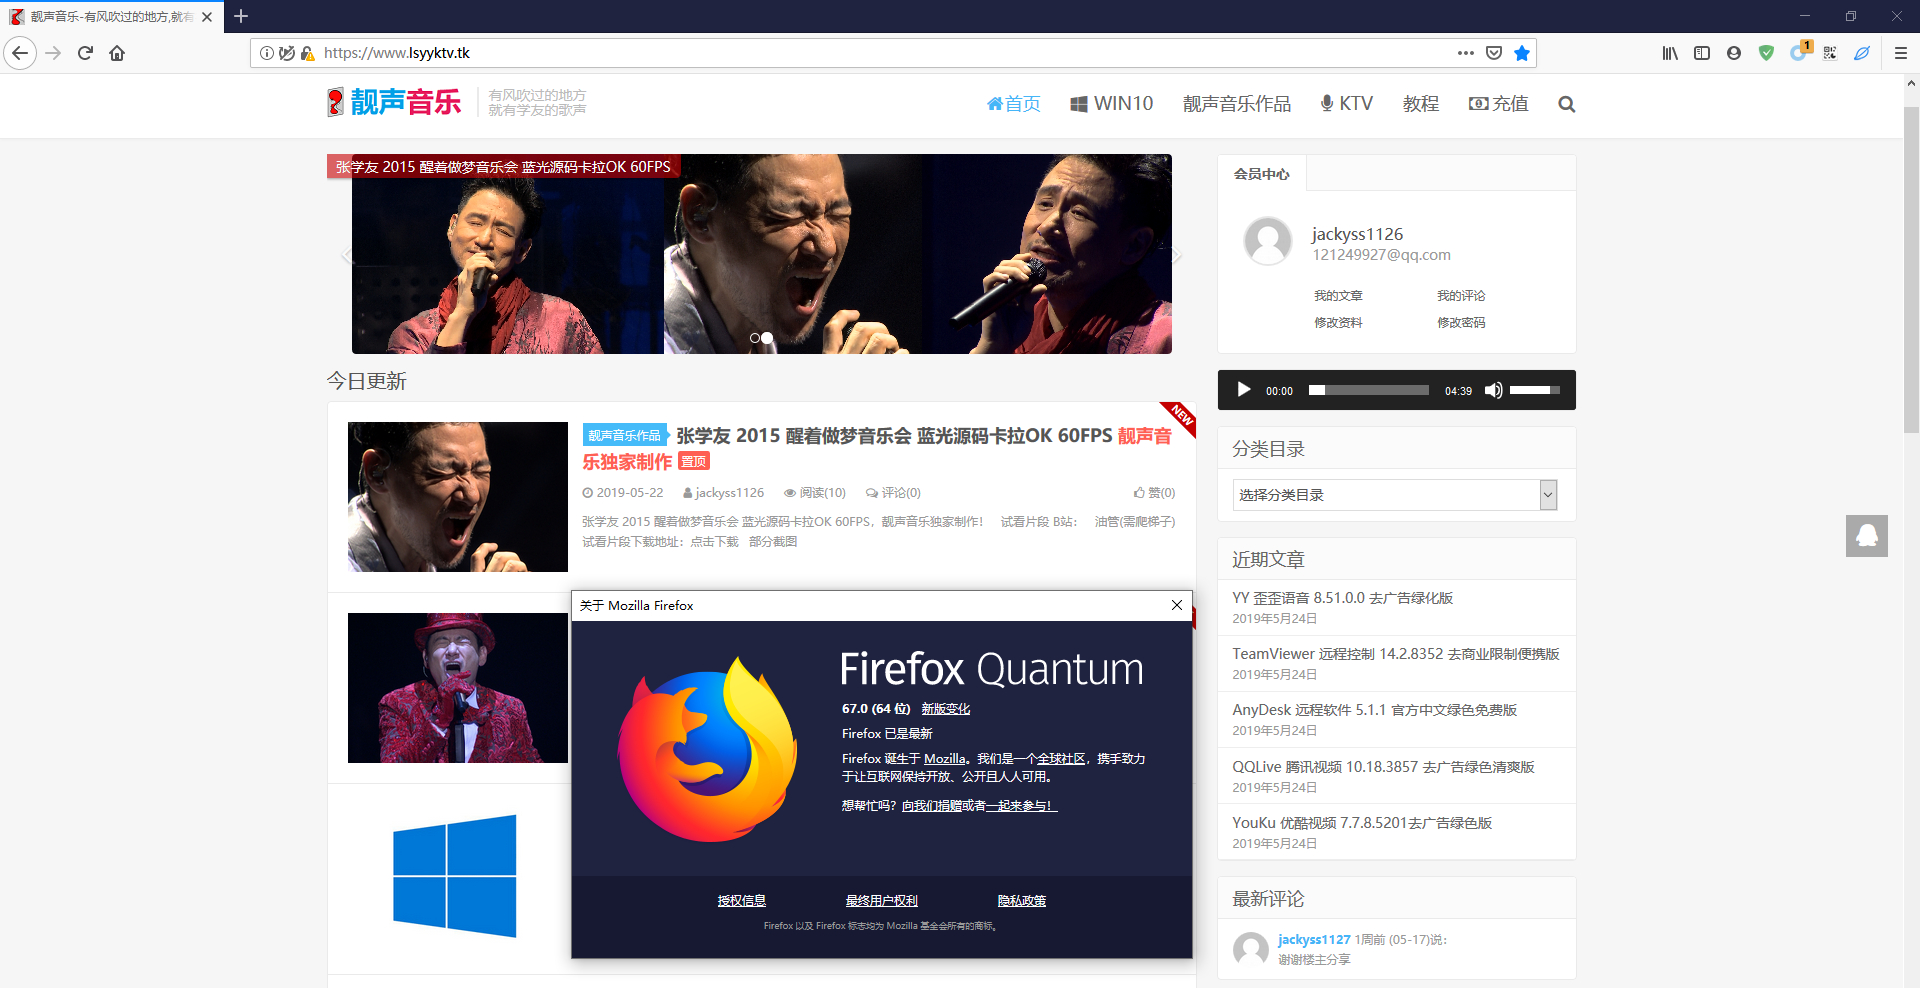 靓声音乐-有风吹过的地方,就有
https://www.lsyyktv.tk
1
靓声音乐
有风吹过的地方
就有学友的歌声
首页
WIN10
靓声音乐作品
KTV
教程
充值
张学友 2015 醒着做梦音乐会 蓝光源码卡拉OK 60FPS
会员中心
jackyss1126
121249927@qq.com
我的文章
我的评论
修改资料
修改密码
今日更新
00:00
04:39
NEW
靓声音乐作品
张学友 2015 醒着做梦音乐会 蓝光源码卡拉OK 60FPS 靓声音
乐独家制作 置顶
2019-05-22
jackyss1126
阅读(10)
评论(0)
赞(0)
张学友 2015 醒着做梦音乐会 蓝光源码卡拉OK 60FPS，靓声音乐独家制作！ 试看片段 B站： 油管(需爬梯子)
试看片段下载地址：点击下载 部分截图
分类目录
选择分类目录
近期文章
YY 歪歪语音 8.51.0.0 去广告绿化版
2019年5月24日
TeamViewer 远程控制 14.2.8352 去商业限制便携版
2019年5月24日
AnyDesk 远程软件 5.1.1 官方中文绿色免费版
2019年5月24日
QQLive 腾讯视频 10.18.3857 去广告绿色清爽版
2019年5月24日
YouKu 优酷视频 7.7.8.5201去广告绿色版
2019年5月24日
最新评论
jackyss1127 1周前 (05-17)说：
谢谢楼主分享
关于 Mozilla Firefox
Firefox Quantum
67.0 (64 位) 新版变化
Firefox 已是最新
Firefox 诞生于 Mozilla。我们是一个全球社区，携手致力
于让互联网保持开放、公开且人人可用。
想帮忙吗？向我们捐赠或者一起来参与！
授权信息
最终用户权利
隐私政策
Firefox 以及 Firefox 标志均为 Mozilla 基金会所有的商标。